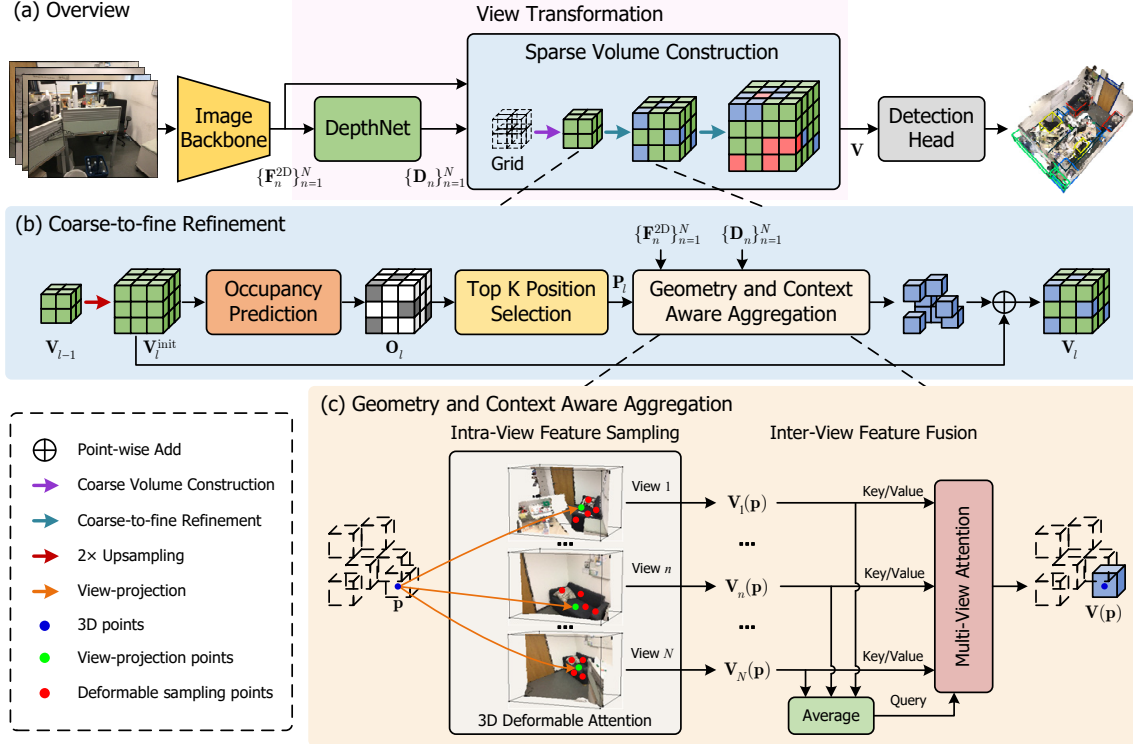 (a) Overview
View Transformation
Sparse Volume Construction
Image
Backbone
DepthNet
Grid
Detection
Head
V
{F_n^{2D}}_{n=1}^N
{D_n}_{n=1}^N
(b) Coarse-to-fine Refinement
{F_n^{2D}}_{n=1}^N
{D_n}_{n=1}^N
Occupancy
Prediction
Top K Position
Selection
P_l
Geometry and Context
Aware Aggregation
V_{l-1}
V_l^{init}
O_l
V_l
(c) Geometry and Context Aware Aggregation
Intra-View Feature Sampling
Inter-View Feature Fusion
View 1
V_1(p)
Key/Value
...
...
View n
V_n(p)
Key/Value
p
...
...
View N
V_N(p)
Key/Value
Multi-View Attention
V(p)
Average
Query
3D Deformable Attention
Point-wise Add
Coarse Volume Construction
Coarse-to-fine Refinement
2× Upsampling
View-projection
3D points
View-projection points
Deformable sampling points